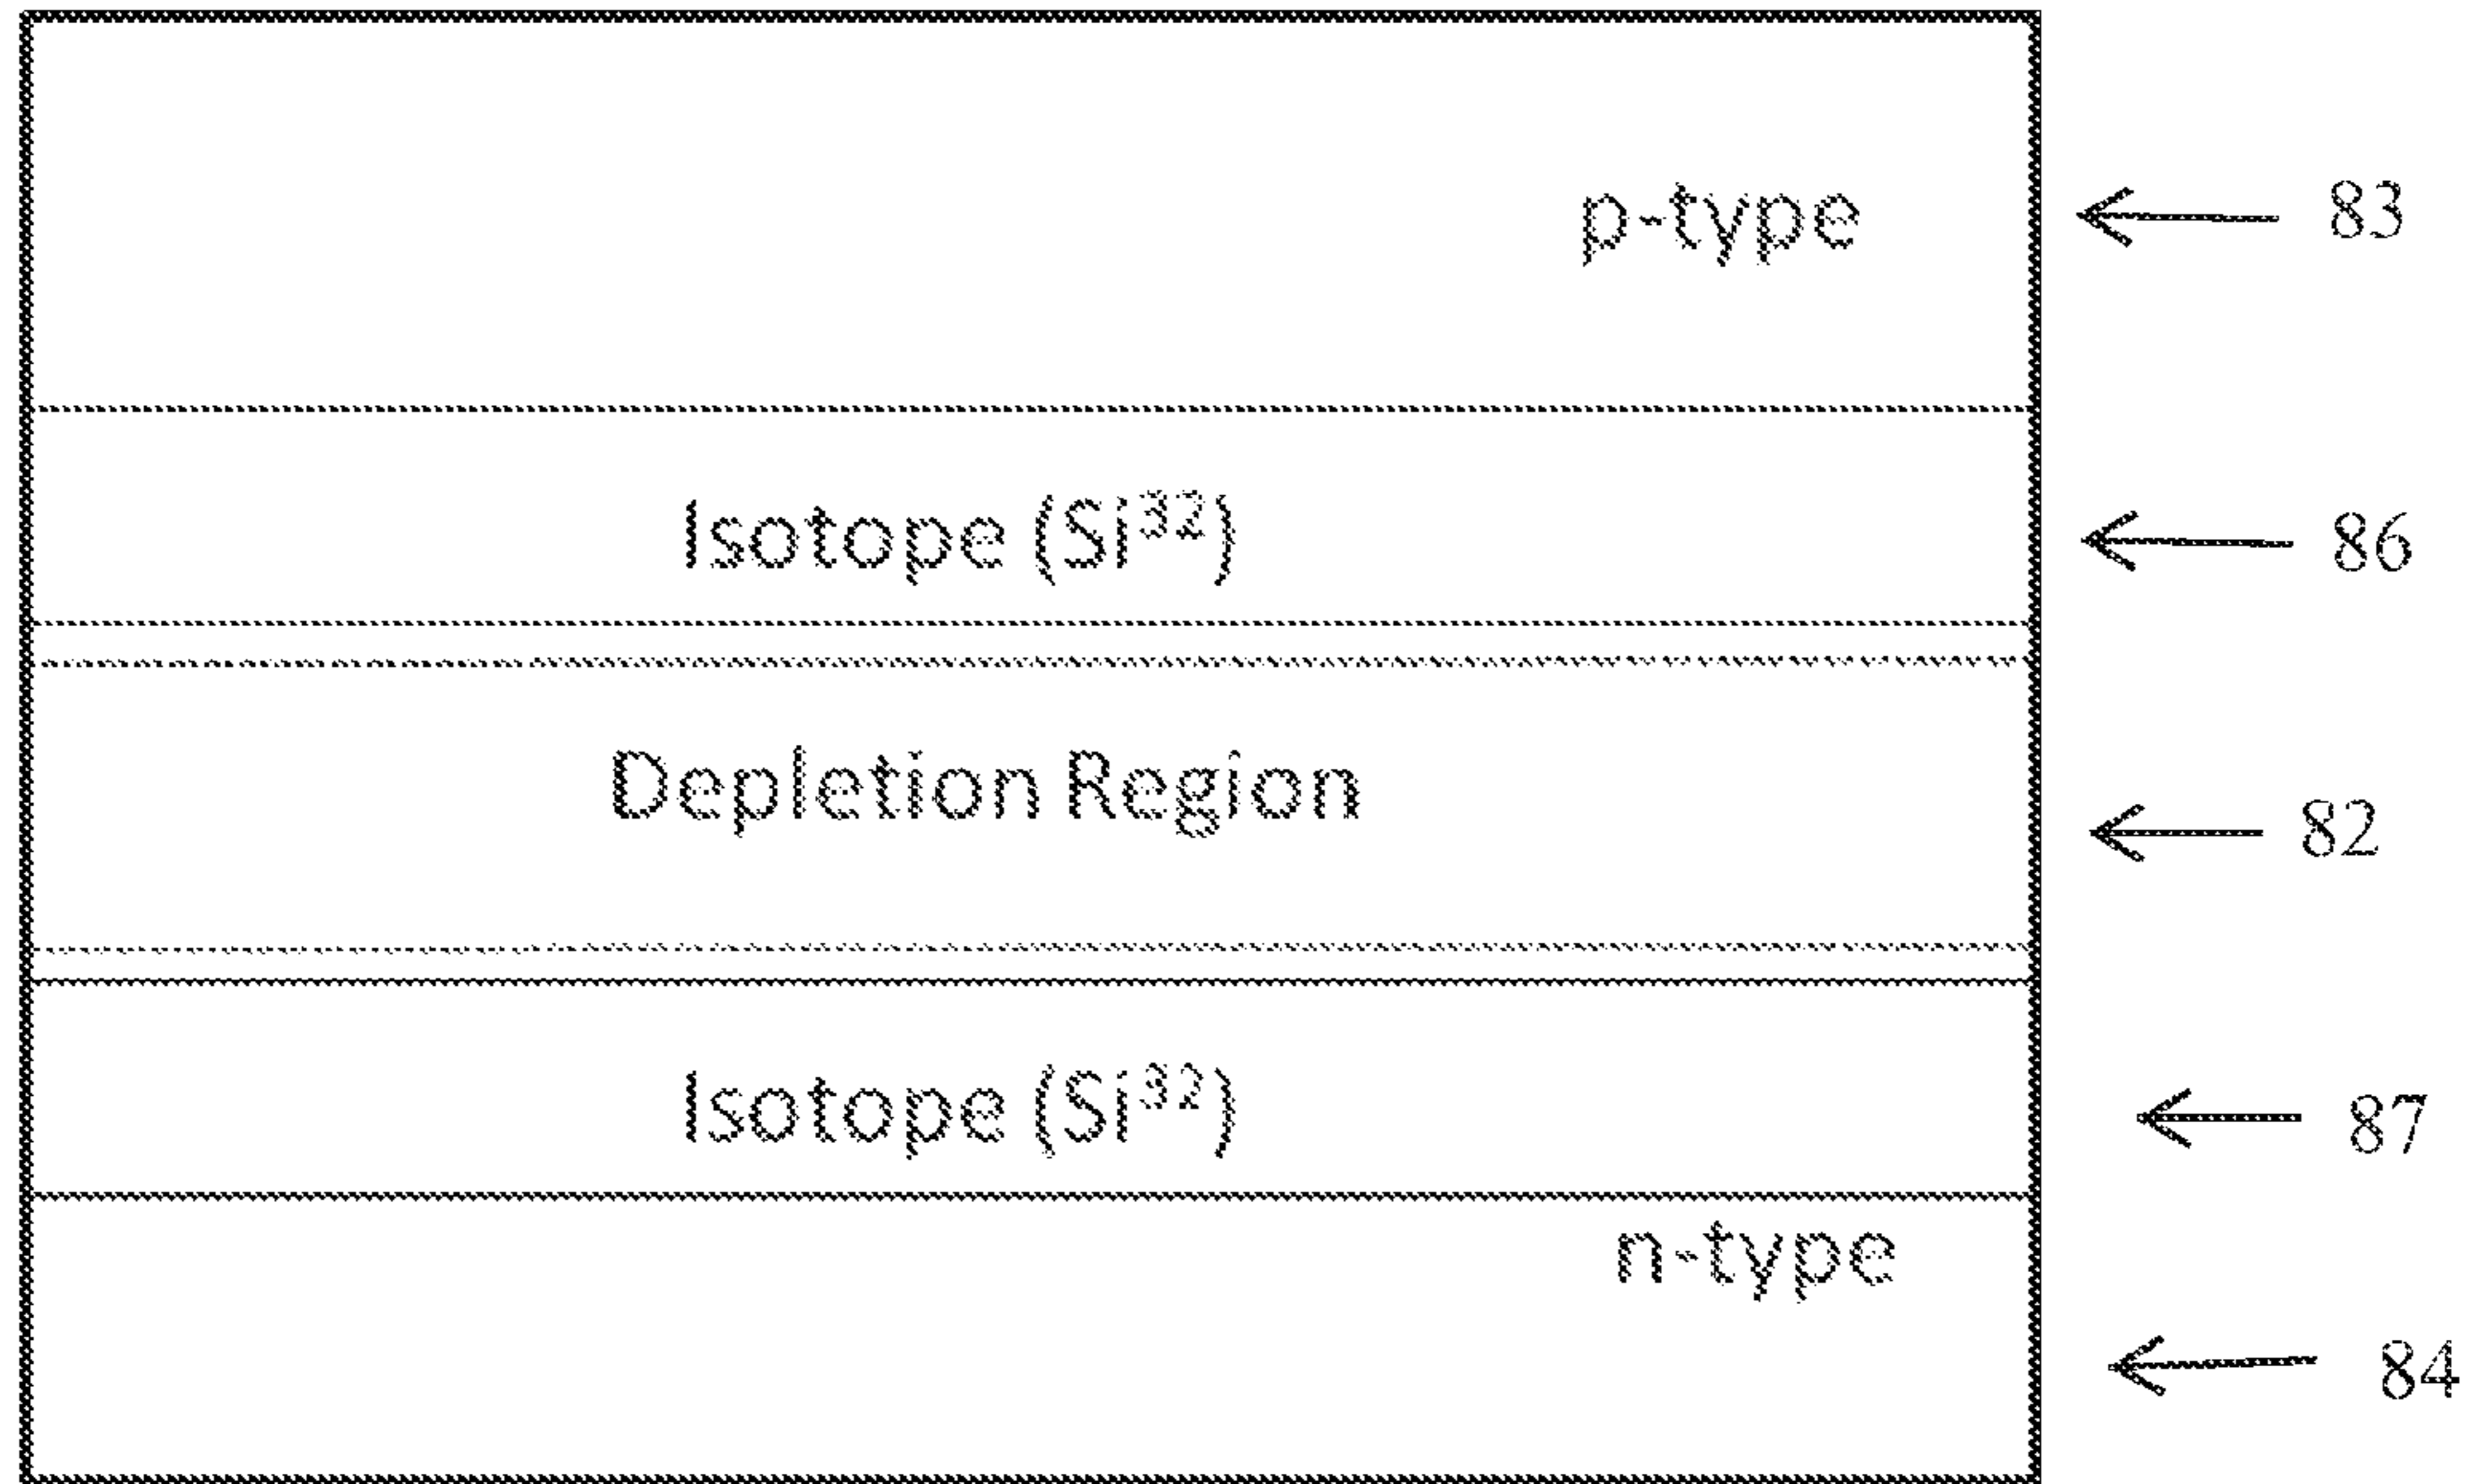 p-type
83
Isotope (Si³²)
86
Depletion Region
82
Isotope (Si³²)
87
n-type
84